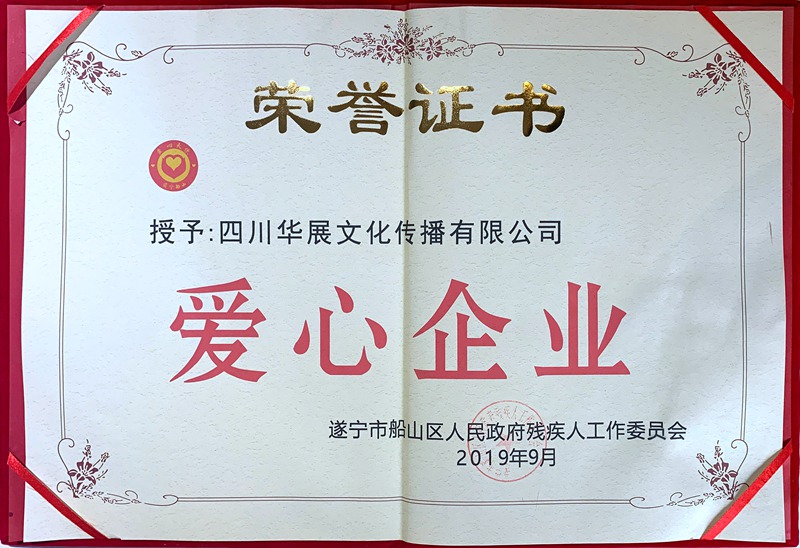 荣誉证书
授予:四川华展文化传播有限公司
爱心企业
遂宁市船山区人民政府残疾人工作委员会
2019年9月